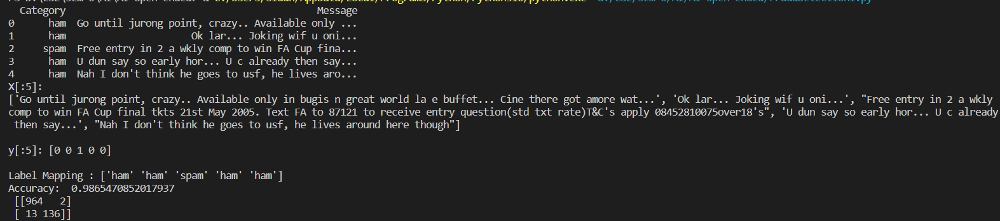 Category Message
0 ham Go until jurong point, crazy.. Available only ...
1 ham Ok lar... Joking wif u oni...
2 spam Free entry in 2 a wkly comp to win FA Cup fina...
3 ham U dun say so early hor... U c already then say...
4 ham Nah I don't think he goes to usf, he lives aro...
X[:5]:
['Go until jurong point, crazy.. Available only in bugis n great world la e buffet... Cine there got amore wat...', 'Ok lar... Joking wif u oni...', "Free entry in 2 a wkly
comp to win FA Cup final tkts 21st May 2005. Text FA to 87121 to receive entry question(std txt rate)T&C's apply 08452810075over18's", 'U dun say so early hor... U c already
then say...', "Nah I don't think he goes to usf, he lives around here though"]
y[:5]: [0 0 1 0 0]
Label Mapping : ['ham' 'ham' 'spam' 'ham' 'ham']
Accuracy: 0.9865470852017937
[[964 2]
[ 13 136]]